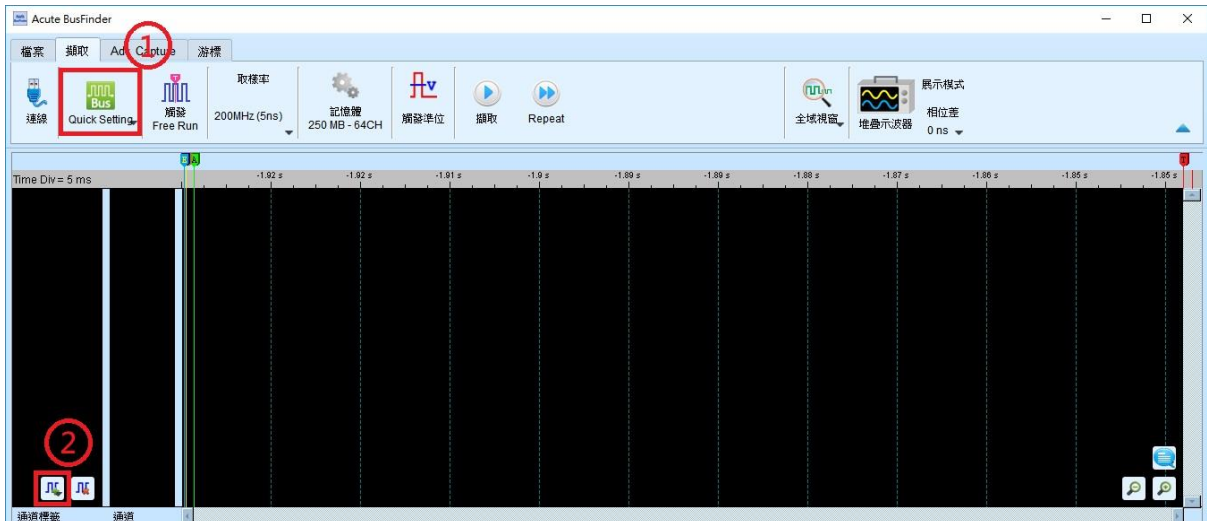 Acute BusFinder
檔案 擷取 Adv. Capture 游標
1
連線
Bus
Quick Setting
觸發
Free Run
取樣率
200MHz (5ns)
記憶體
250 MB - 64CH
觸發準位
擷取
Repeat
全域視窗
堆疊示波器
展示模式
相位差
0 ns
B A T
Time Div = 5 ms
-1.92 s -1.92 s -1.91 s -1.9 s -1.89 s -1.89 s -1.88 s -1.87 s -1.86 s -1.85 s -1.85 s
2
通道標籤 通道